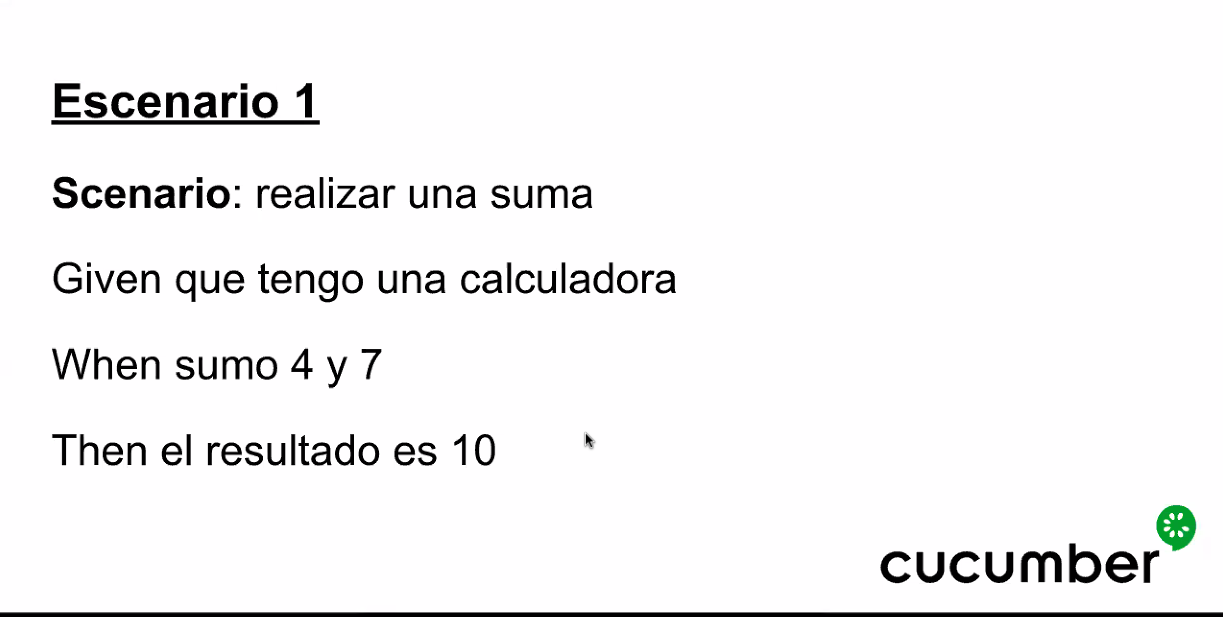 Escenario 1
Scenario: realizar una suma
Given que tengo una calculadora
When sumo 4 y 7
Then el resultado es 10
cucumber